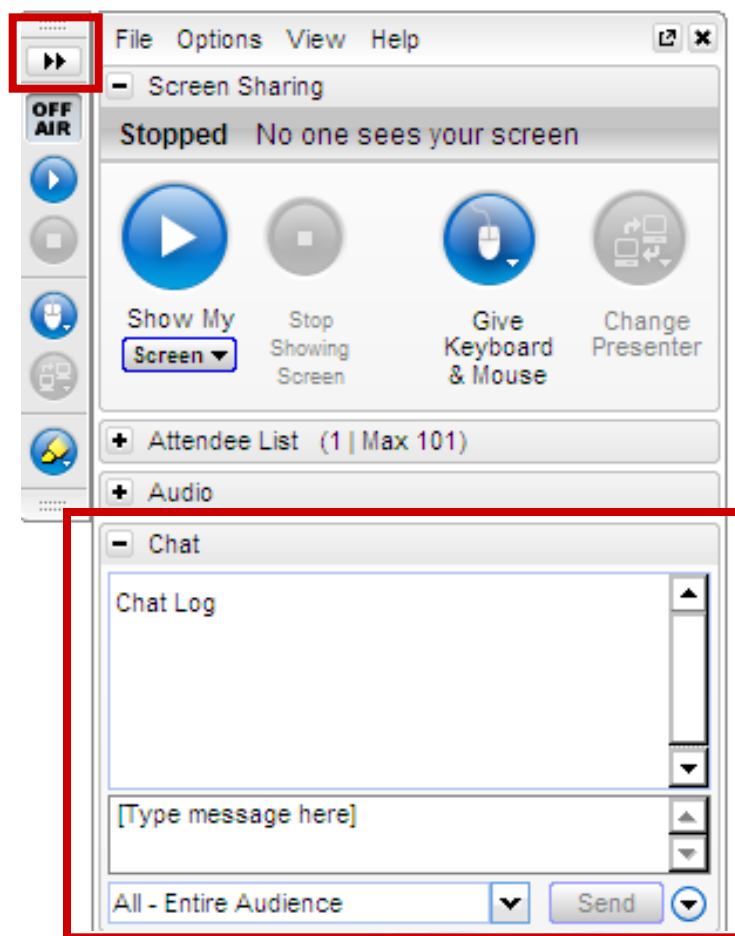 File Options View Help
Screen Sharing
OFF
AIR
Stopped No one sees your screen
Show My
Screen
Stop
Showing
Screen
Give
Keyboard
& Mouse
Change
Presenter
Attendee List (1 | Max 101)
Audio
Chat
Chat Log
[Type message here]
All - Entire Audience
Send